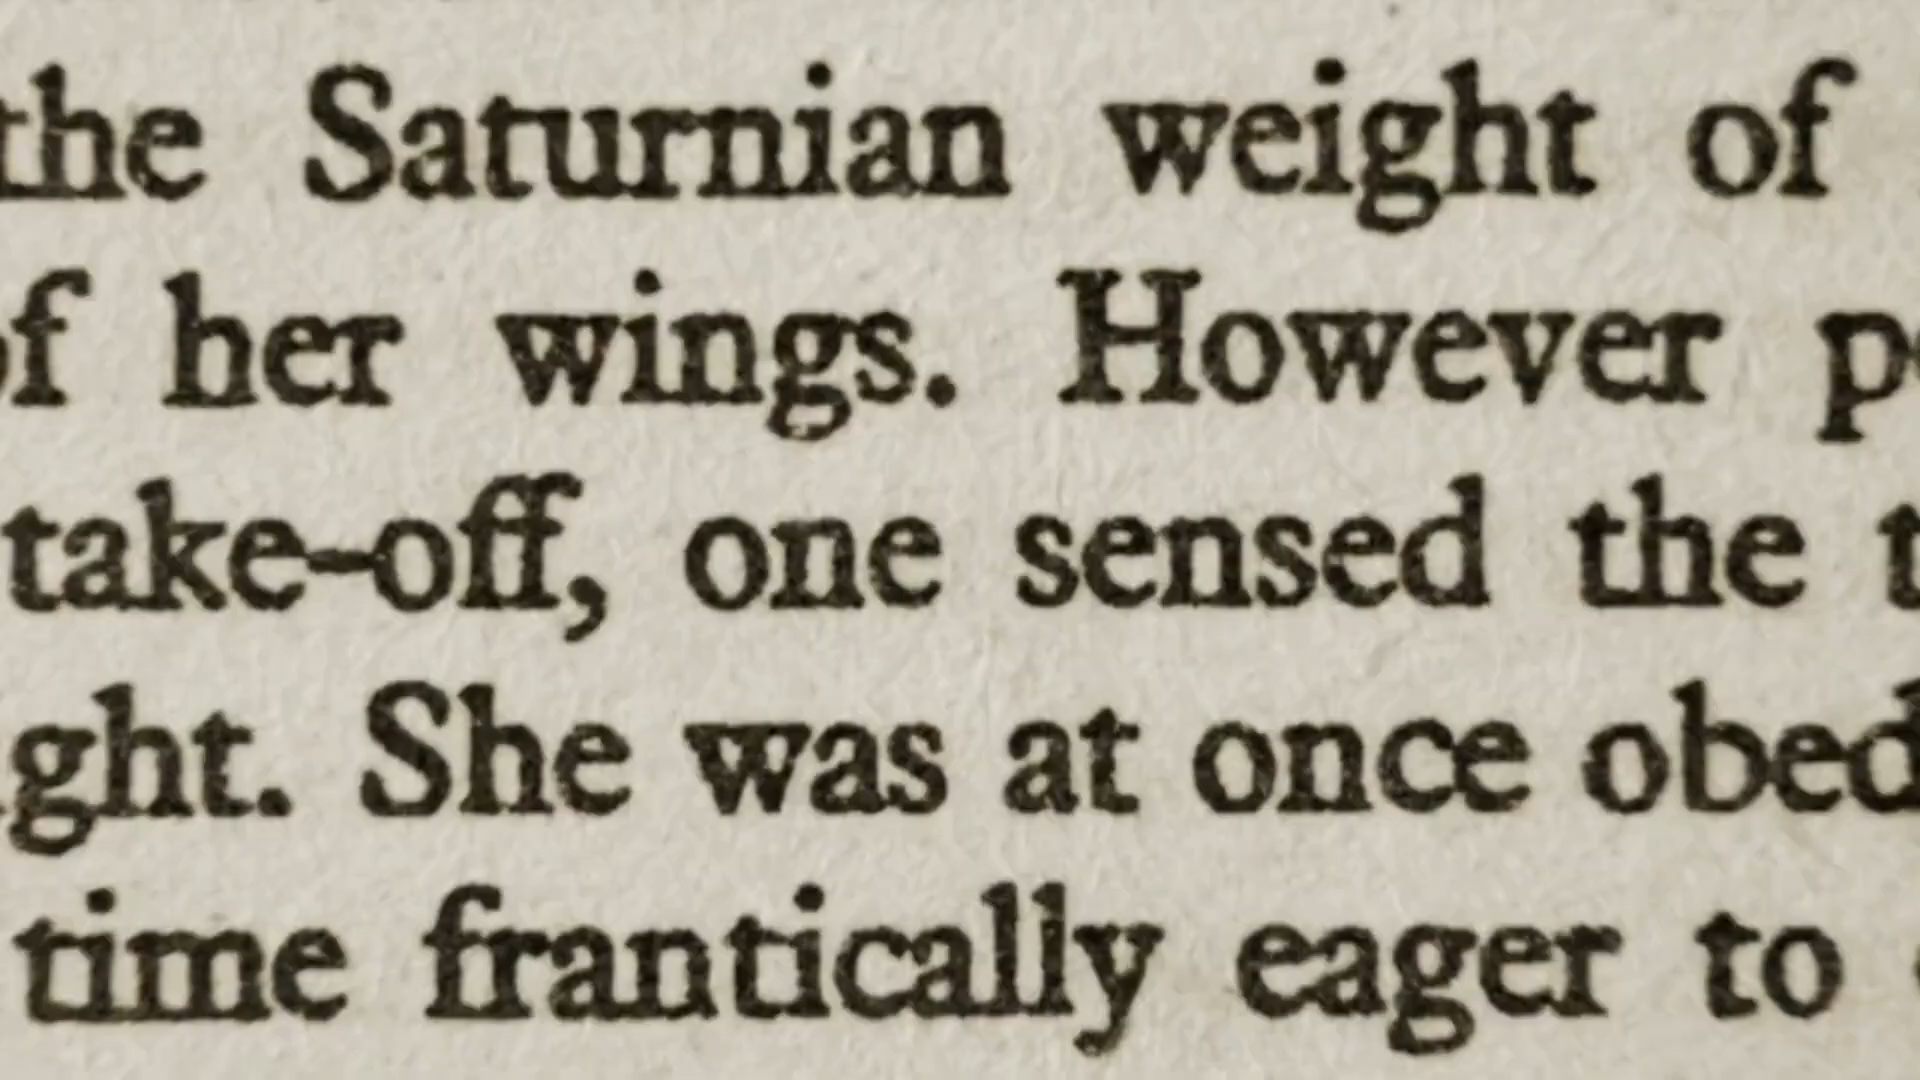 the Saturnian weight of
of her wings. However
take-off, one sensed the
ght. She was at once obed
time frantically eager to